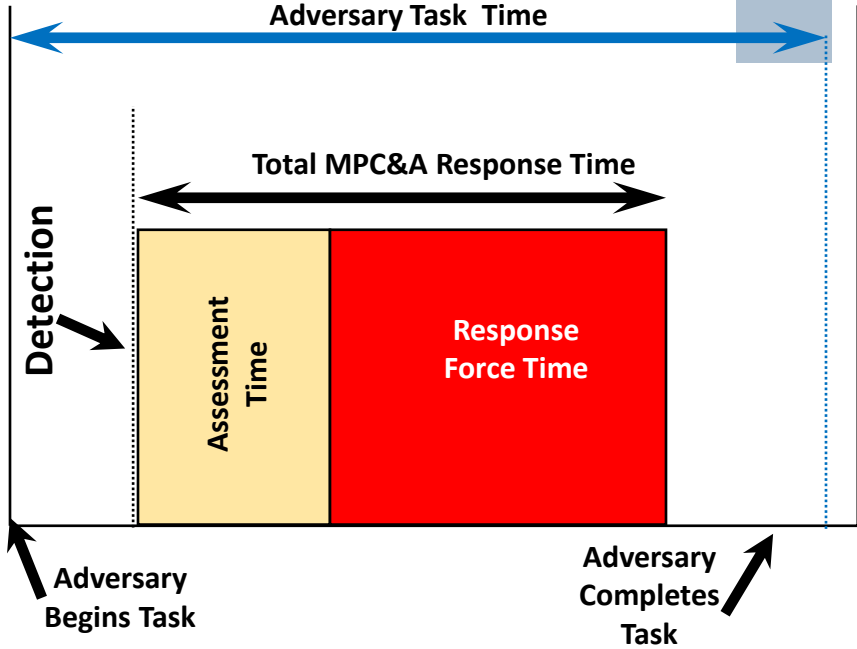 Adversary Task Time
Total MPC&A Response Time
Detection
Assessment
Time
Response
Force Time
Adversary
Begins Task
Adversary
Completes
Task